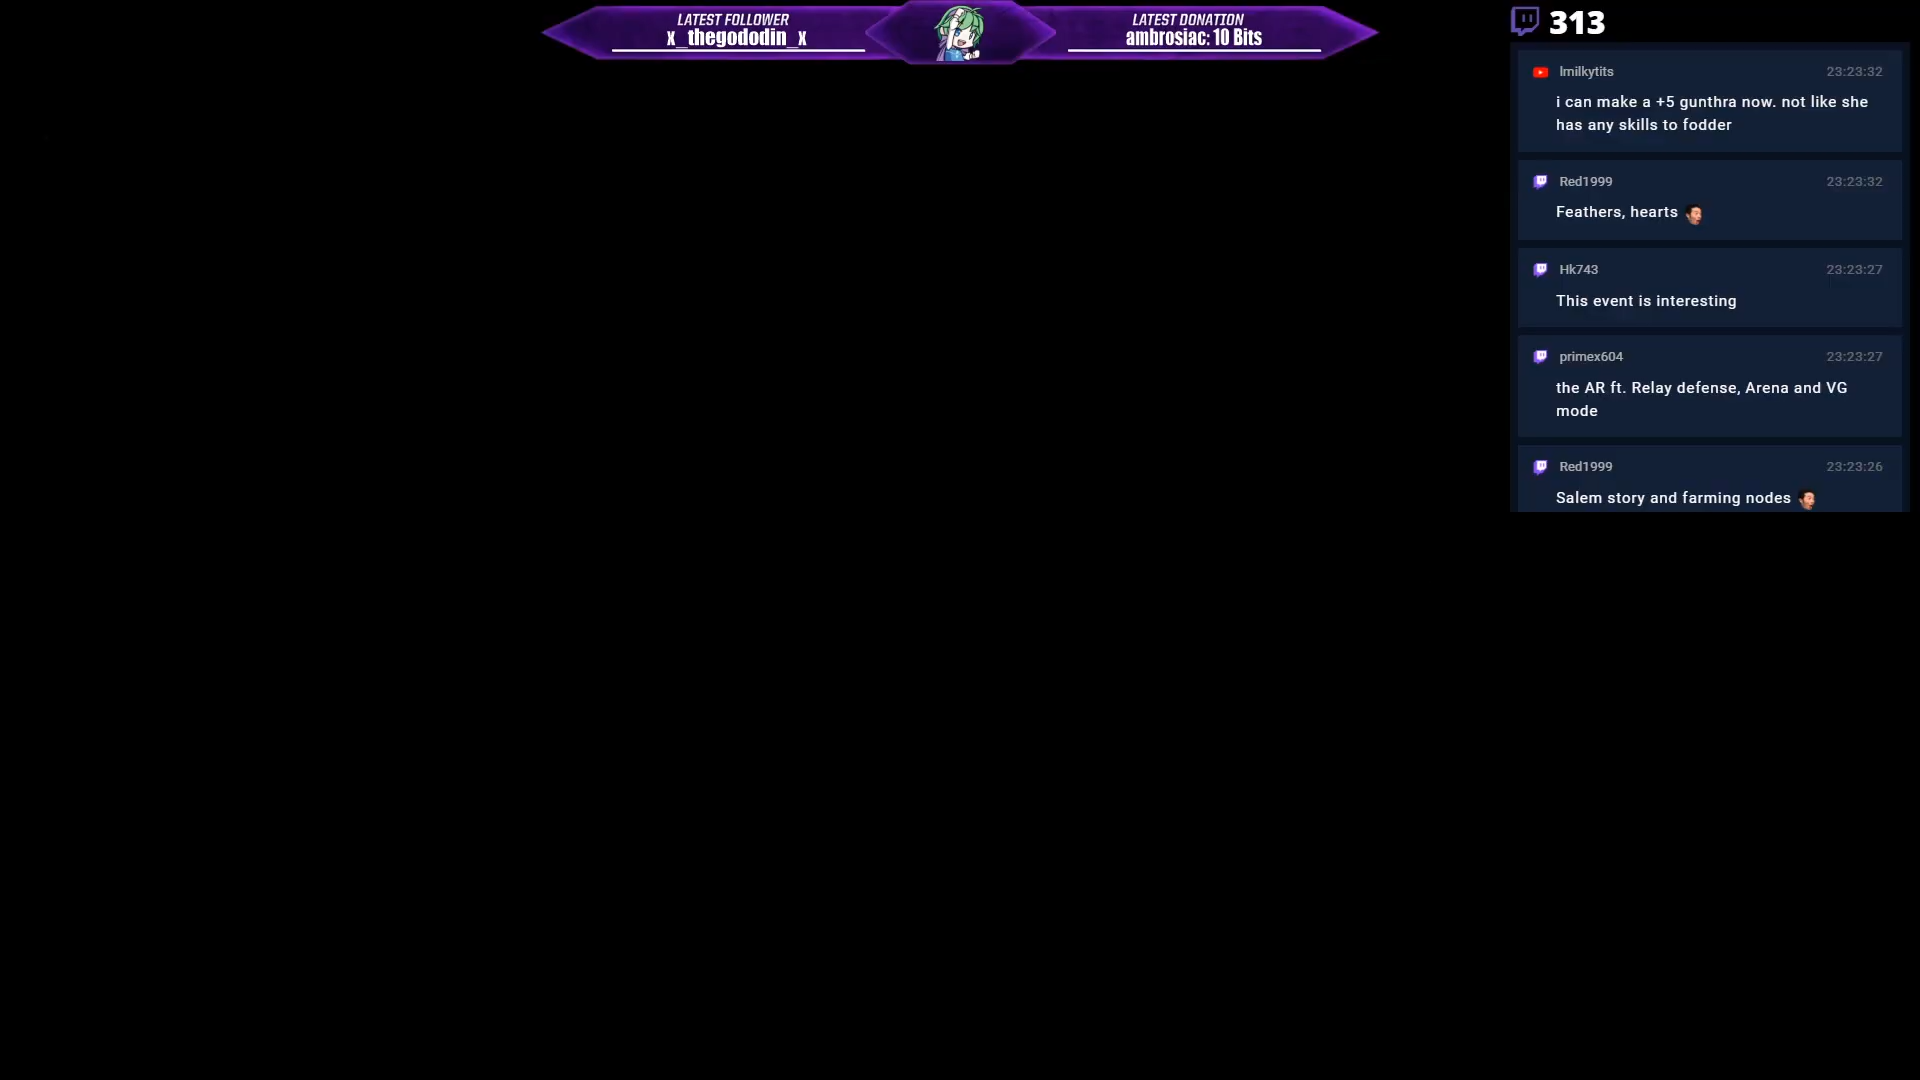 LATEST FOLLOWER
x_thegododin_x
LATEST DONATION
ambrosiac: 10 Bits
313
lmilkytits 23:23:32
i can make a +5 gunthra now. not like she
has any skills to fodder
Red1999 23:23:32
Feathers, hearts
Hk743 23:23:27
This event is interesting
primex604 23:23:27
the AR ft. Relay defense, Arena and VG
mode
Red1999 23:23:26
Salem story and farming nodes